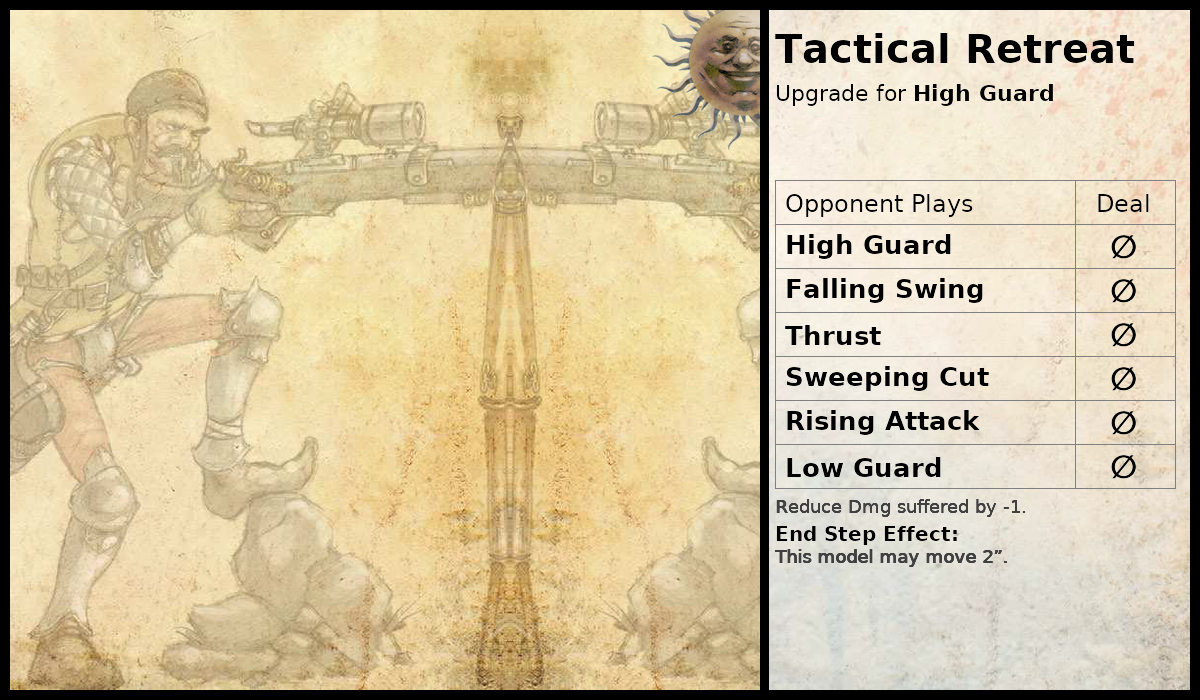 Tactical Retreat
Upgrade for High Guard
Opponent Plays Deal
High Guard ∅
Falling Swing ∅
Thrust ∅
Sweeping Cut ∅
Rising Attack ∅
Low Guard ∅
Reduce Dmg suffered by -1.
End Step Effect:
This model may move 2”.